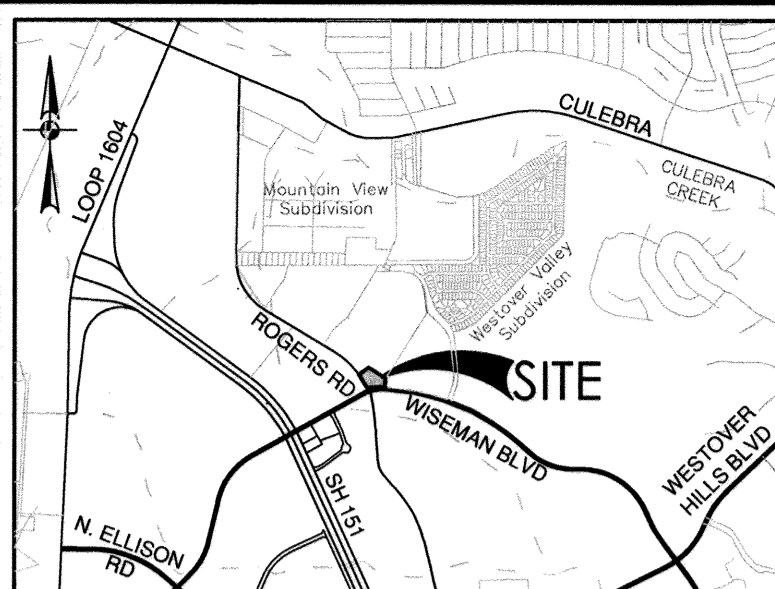 CULEBRA
LOOP 1604
CULEBRA
CREEK
Mountain View
Subdivision
Westover Valley
Subdivision
ROGERS RD
SITE
WISEMAN BLVD
WESTOVER
HILLS BLVD
SH 151
N. ELLISON
RD